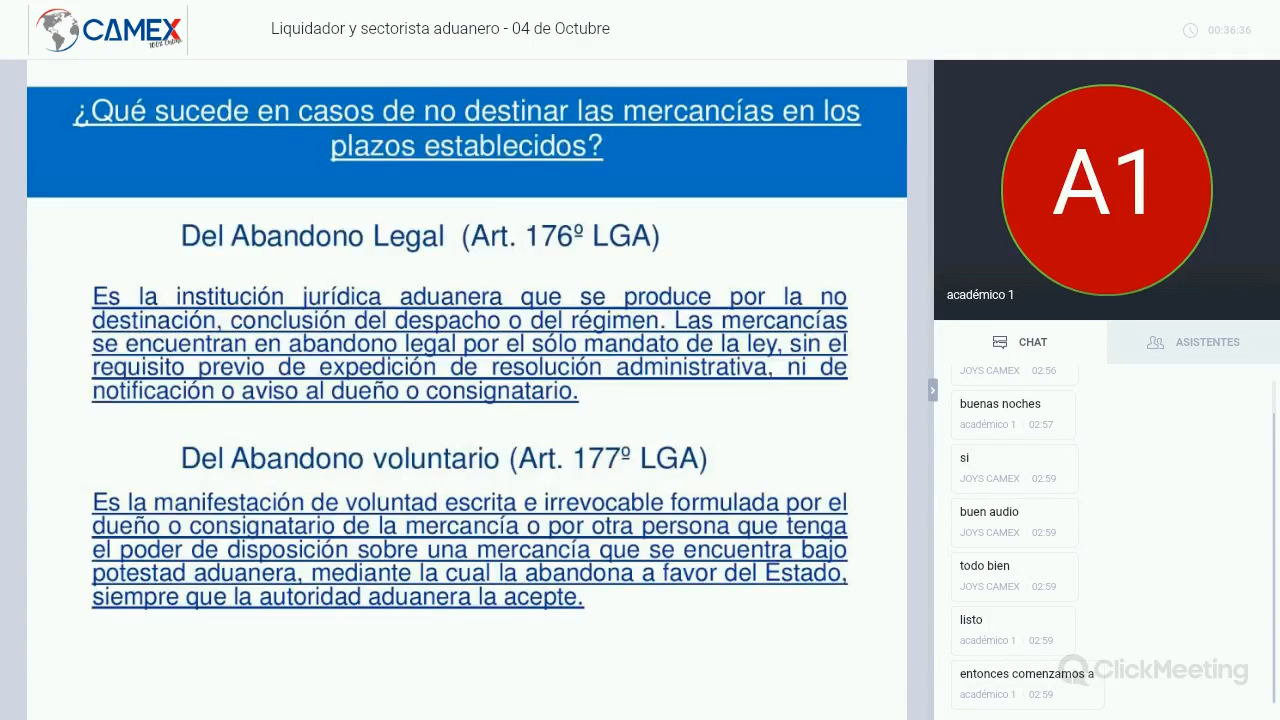 CAMEX
100% Online
Liquidador y sectorista aduanero - 04 de Octubre
00:36:36
¿Qué sucede en casos de no destinar las mercancías en los
plazos establecidos?
Del Abandono Legal (Art. 176º LGA)
Es la institución jurídica aduanera que se produce por la no
destinación, conclusión del despacho o del régimen. Las mercancías
se encuentran en abandono legal por el sólo mandato de la ley, sin el
requisito previo de expedición de resolución administrativa, ni de
notificación o aviso al dueño o consignatario.
Del Abandono voluntario (Art. 177º LGA)
Es la manifestación de voluntad escrita e irrevocable formulada por el
dueño o consignatario de la mercancía o por otra persona que tenga
el poder de disposición sobre una mercancía que se encuentra bajo
potestad aduanera, mediante la cual la abandona a favor del Estado,
siempre que la autoridad aduanera la acepte.
A1
académico 1
CHAT
ASISTENTES
JOYS CAMEX 02:56
buenas noches
académico 1 02:57
si
JOYS CAMEX 02:59
buen audio
JOYS CAMEX 02:59
todo bien
JOYS CAMEX 02:59
listo
académico 1 02:59
entonces comenzamos a
académico 1 02:59
ClickMeeting